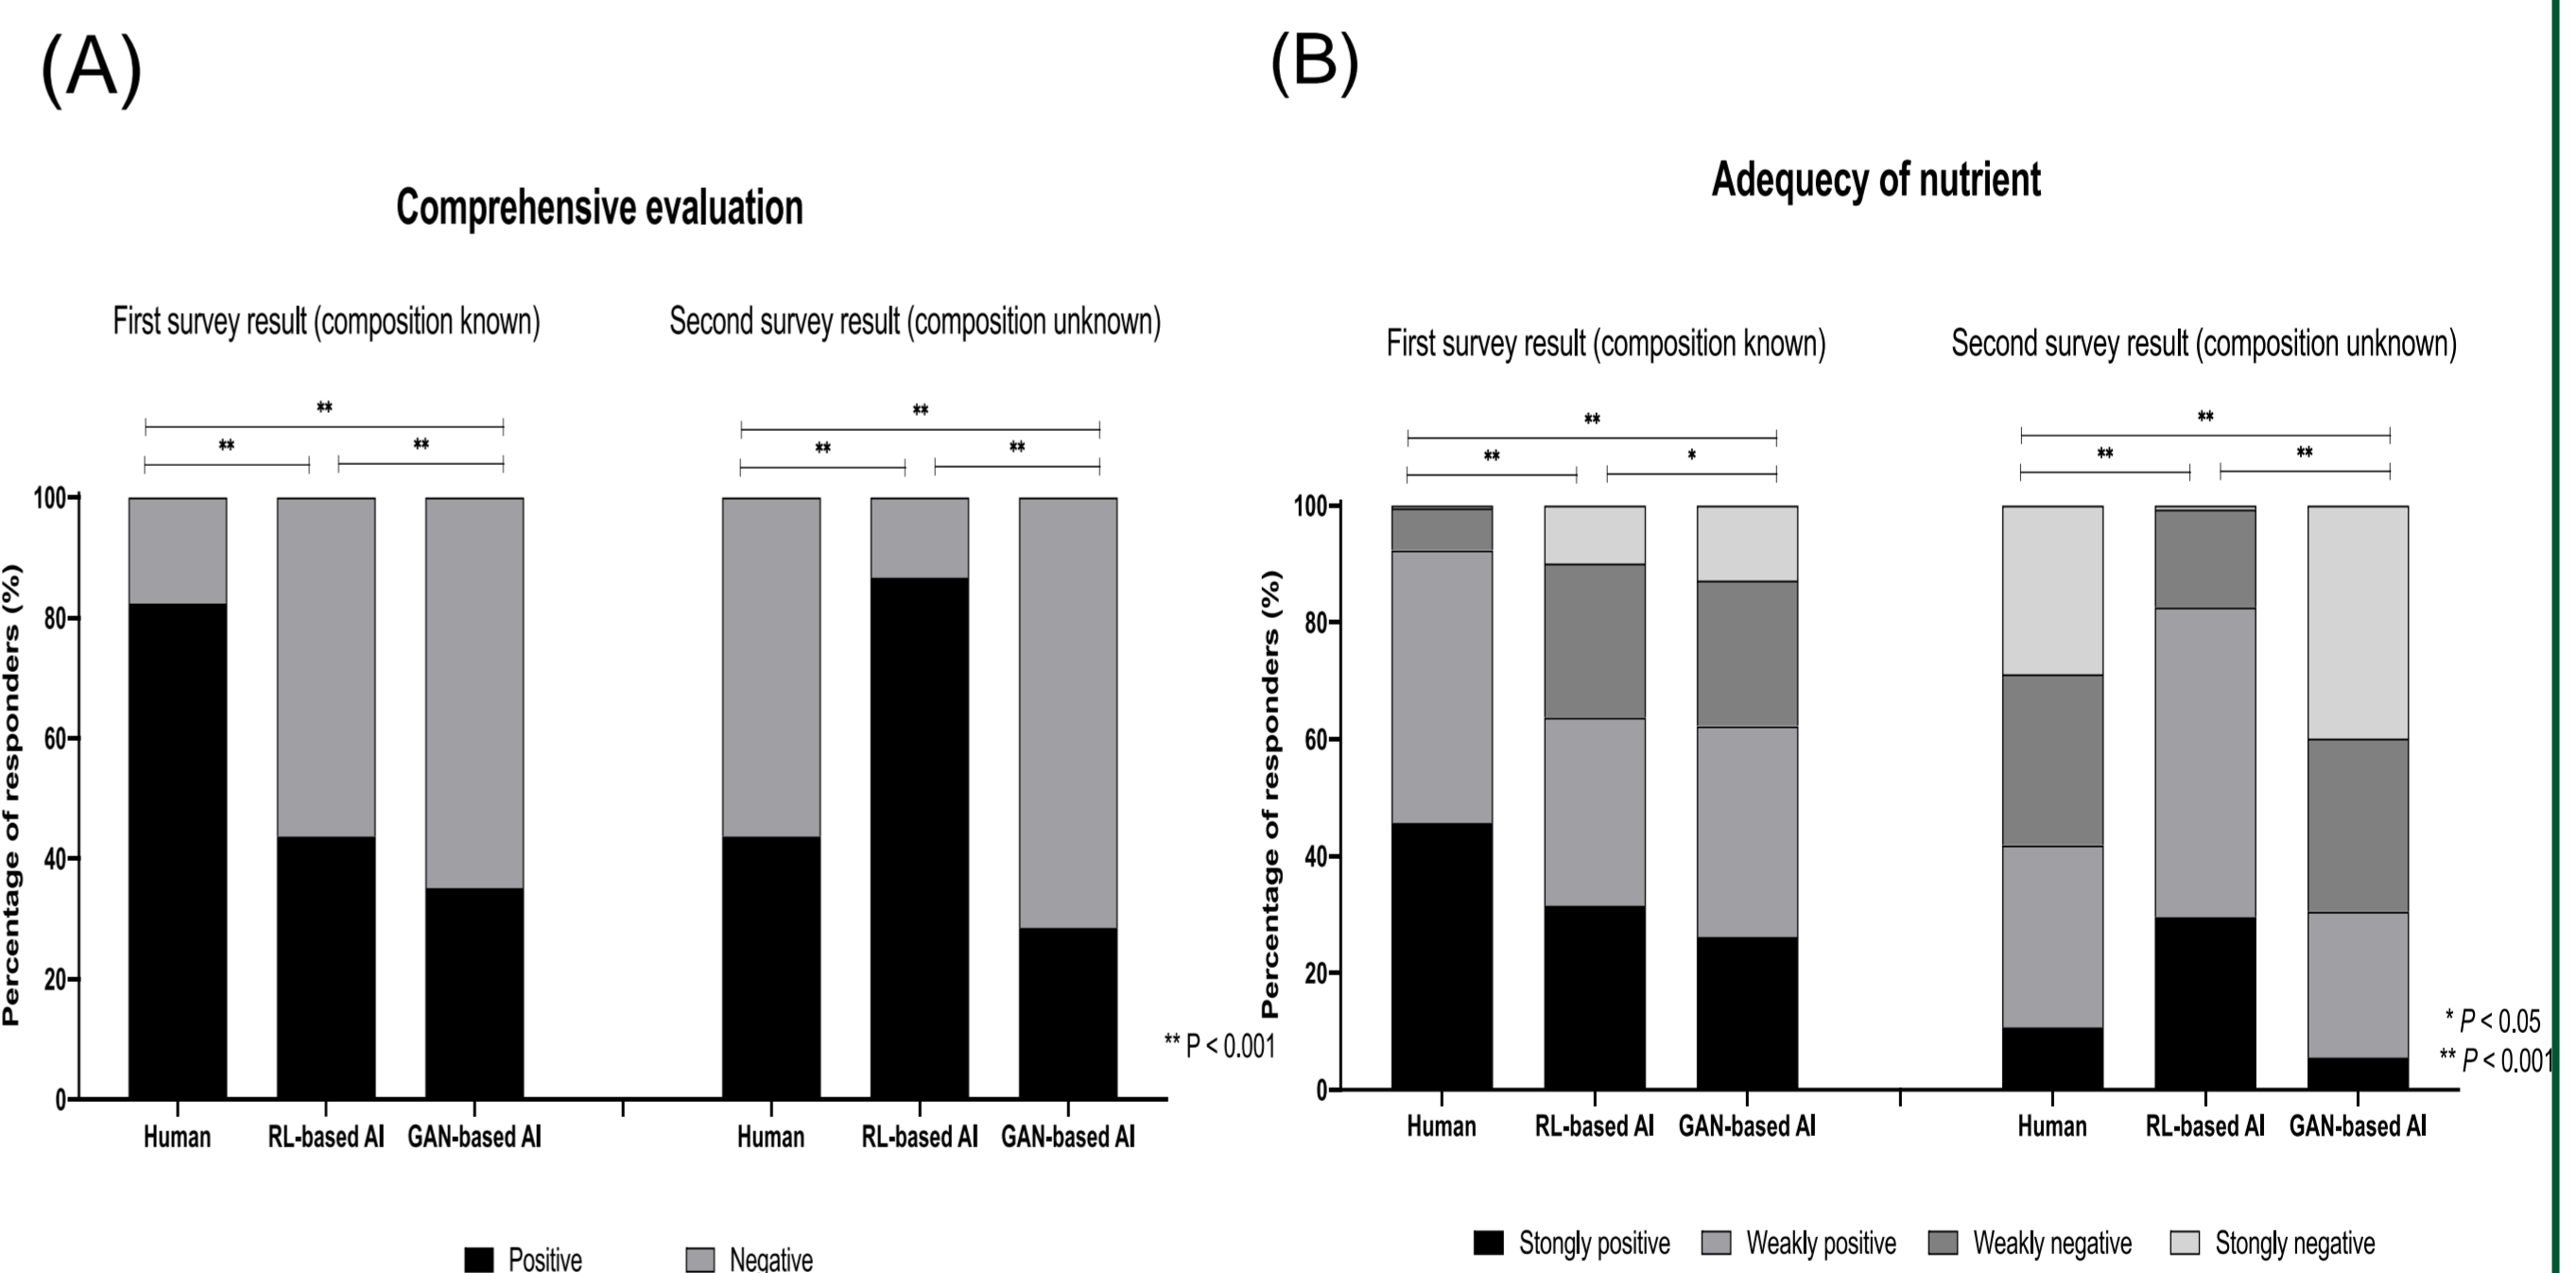 (A)
Comprehensive evaluation
First survey result (composition known)
Second survey result (composition unknown)
**
**
**
**
**
**
Percentage of responders (%)
100
80
60
40
20
0
Human
RL-based AI
GAN-based AI
Human
RL-based AI
GAN-based AI
** P < 0.001
Positive
Negative
(B)
Adequecy of nutrient
First survey result (composition known)
Second survey result (composition unknown)
**
**
*
**
**
**
Percentage of responders (%)
100
80
60
40
20
0
Human
RL-based AI
GAN-based AI
Human
RL-based AI
GAN-based AI
* P < 0.05
** P < 0.001
Stongly positive
Weakly positive
Weakly negative
Stongly negative